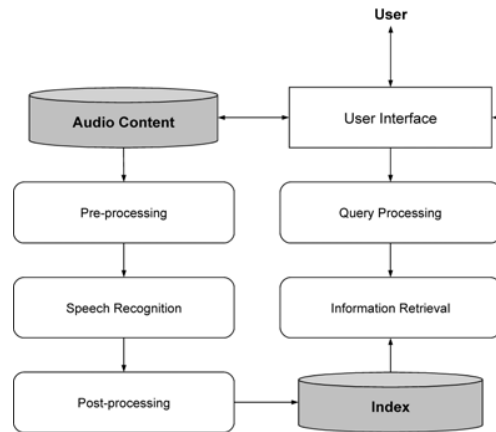 User
Audio Content
User Interface
Pre-processing
Query Processing
Speech Recognition
Information Retrieval
Post-processing
Index